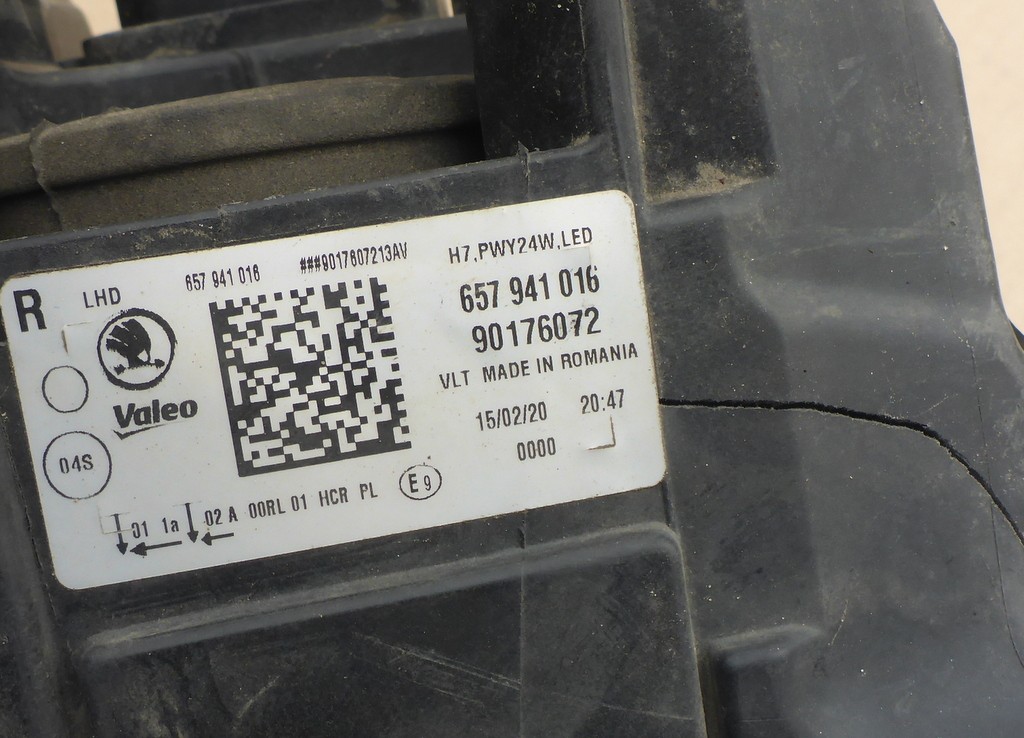 R
LHD
657 941 016
###9017607213AV
H7,PWY24W,LED
657 941 016
90176072
VLT MADE IN ROMANIA
Valeo
15/02/20 20:47
0000
04S
01 1a 02 A 00RL 01 HCR PL E9